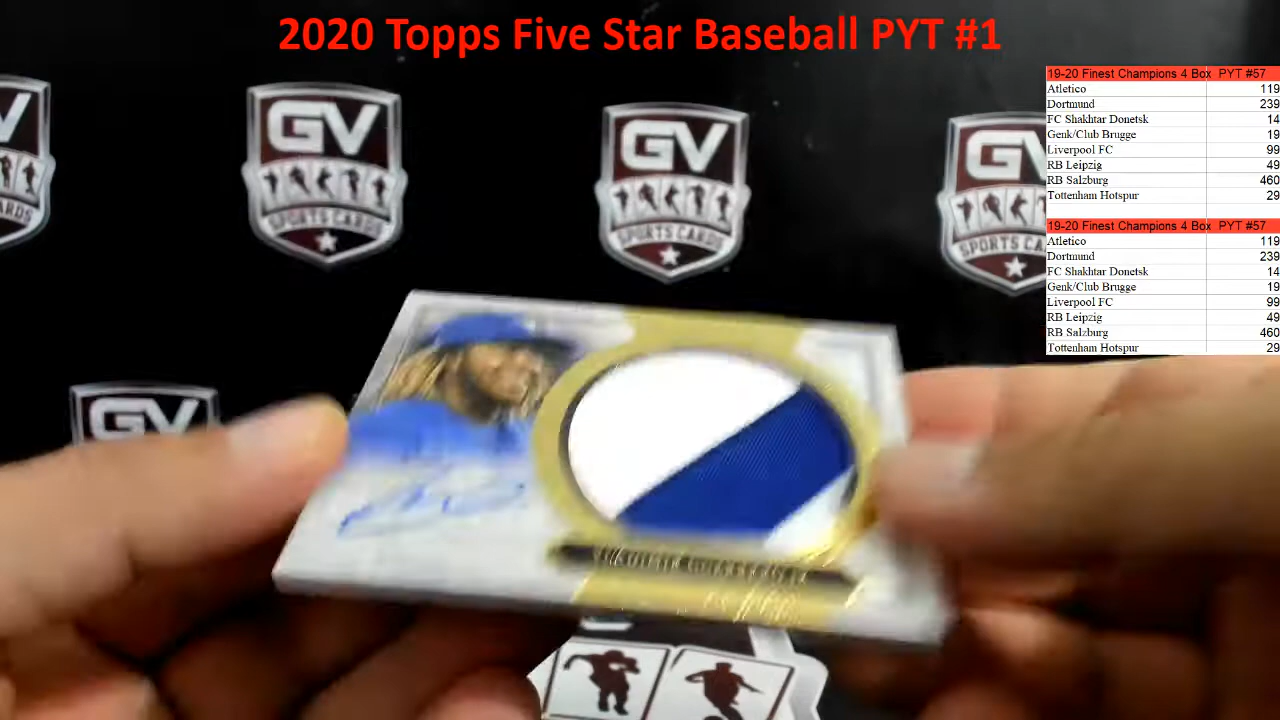 2020 Topps Five Star Baseball PYT #1
19-20 Finest Champions 4 Box PYT #57
Atletico 119
Dortmund 239
FC Shakhtar Donetsk 14
Genk/Club Brugge 19
Liverpool FC 99
RB Leipzig 49
RB Salzburg 460
Tottenham Hotspur 29
19-20 Finest Champions 4 Box PYT #57
Atletico 119
Dortmund 239
FC Shakhtar Donetsk 14
Genk/Club Brugge 19
Liverpool FC 99
RB Leipzig 49
RB Salzburg 460
Tottenham Hotspur 29
V
ARDS
GV
SPORTS CARDS
GV
SPORTS CARDS
GV
SPORTS CA
GV